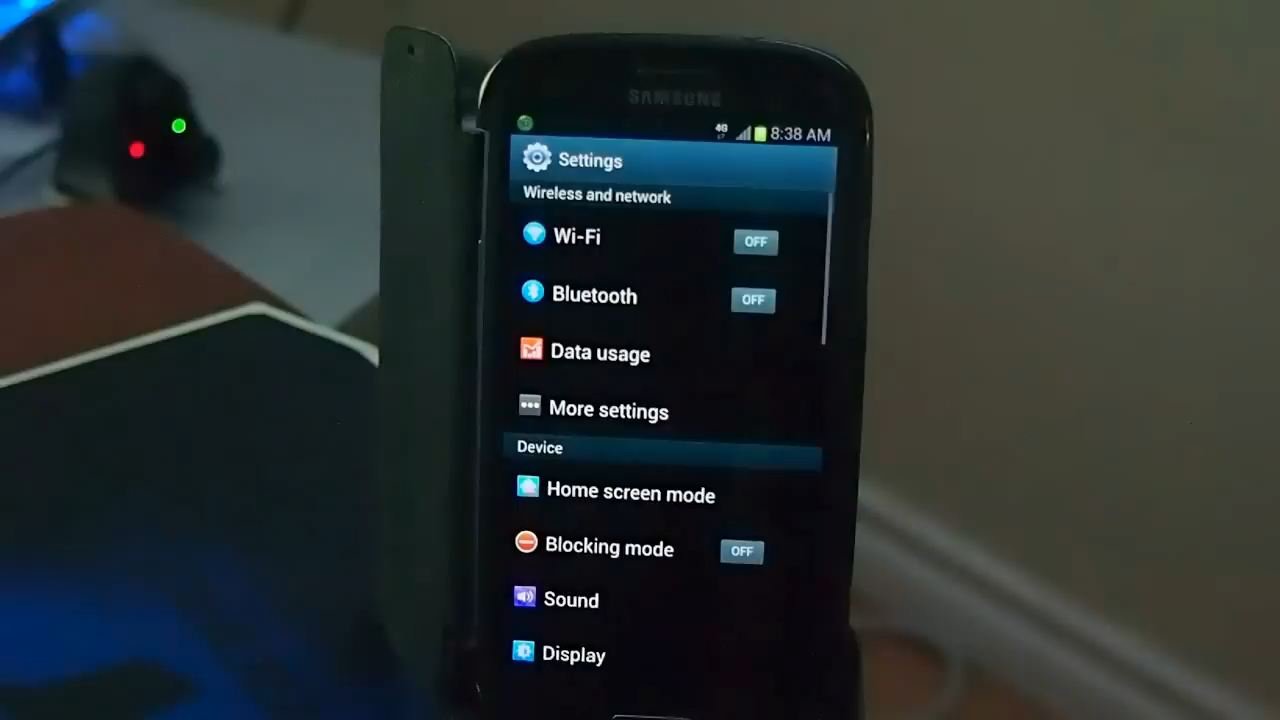 SAMSUNG
4G 8:38 AM
Settings
Wireless and network
Wi-Fi OFF
Bluetooth OFF
Data usage
More settings
Device
Home screen mode
Blocking mode OFF
Sound
Display